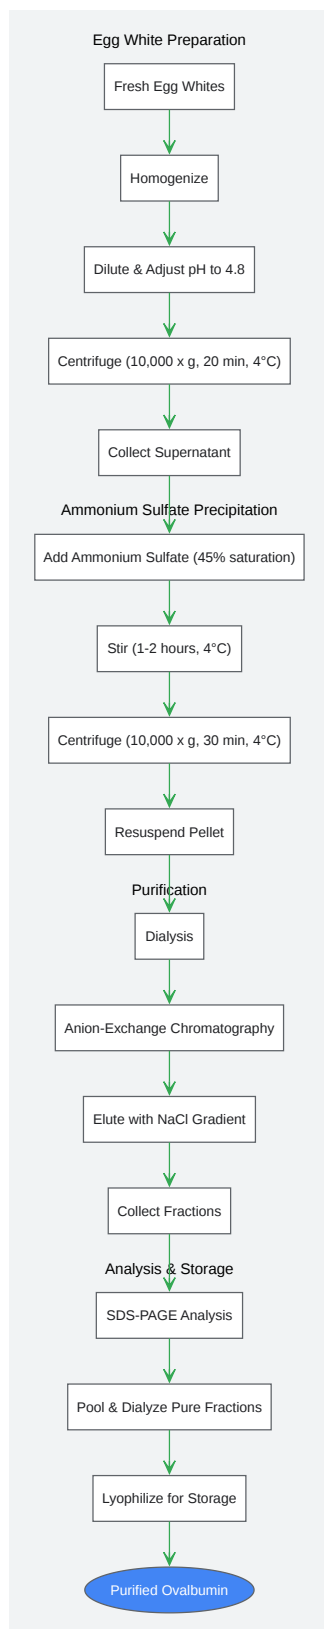 Egg White Preparation
Fresh Egg Whites
Homogenize
Dilute & Adjust pH to 4.8
Centrifuge (10,000 x g, 20 min, 4°C)
Collect Supernatant
Ammonium Sulfate Precipitation
Add Ammonium Sulfate (45% saturation)
Stir (1-2 hours, 4°C)
Centrifuge (10,000 x g, 30 min, 4°C)
Resuspend Pellet
Purification
Dialysis
Anion-Exchange Chromatography
Elute with NaCl Gradient
Collect Fractions
Analysis & Storage
SDS-PAGE Analysis
Pool & Dialyze Pure Fractions
Lyophilize for Storage
Purified Ovalbumin